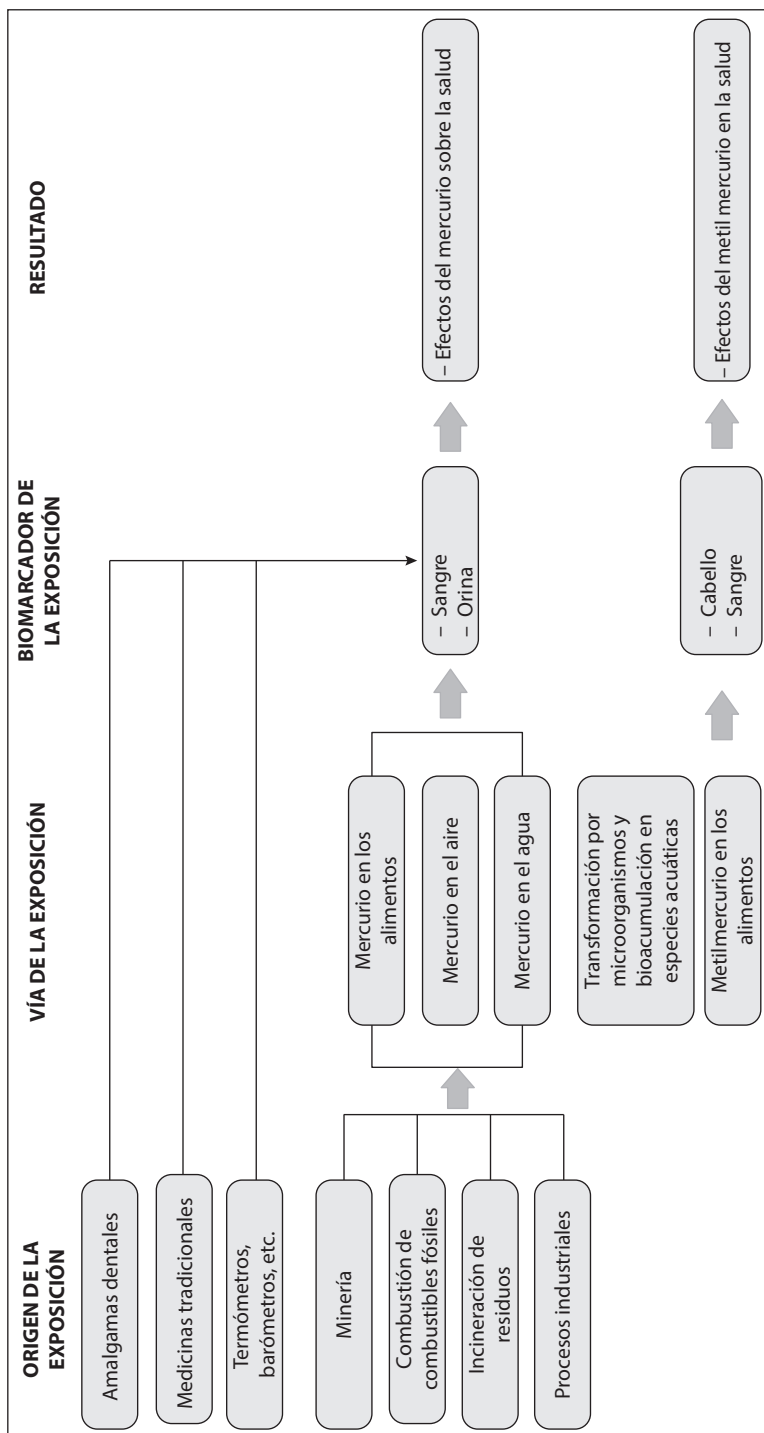 ORIGEN DE LA
EXPOSICIÓN
VÍA DE LA EXPOSICIÓN
BIOMARCADOR DE
LA EXPOSICIÓN
RESULTADO
Amalgamas dentales
Medicinas tradicionales
Termómetros,
barómetros, etc.
Minería
Combustión de
combustibles fósiles
Incineración de
residuos
Procesos industriales
Mercurio en los
alimentos
Mercurio en el aire
Mercurio en el agua
Transformación por
microorganismos y
bioacumulación en
especies acuáticas
Metilmercurio en los
alimentos
– Sangre
– Orina
– Cabello
– Sangre
– Efectos del mercurio sobre la salud
– Efectos del metil mercurio en la salud